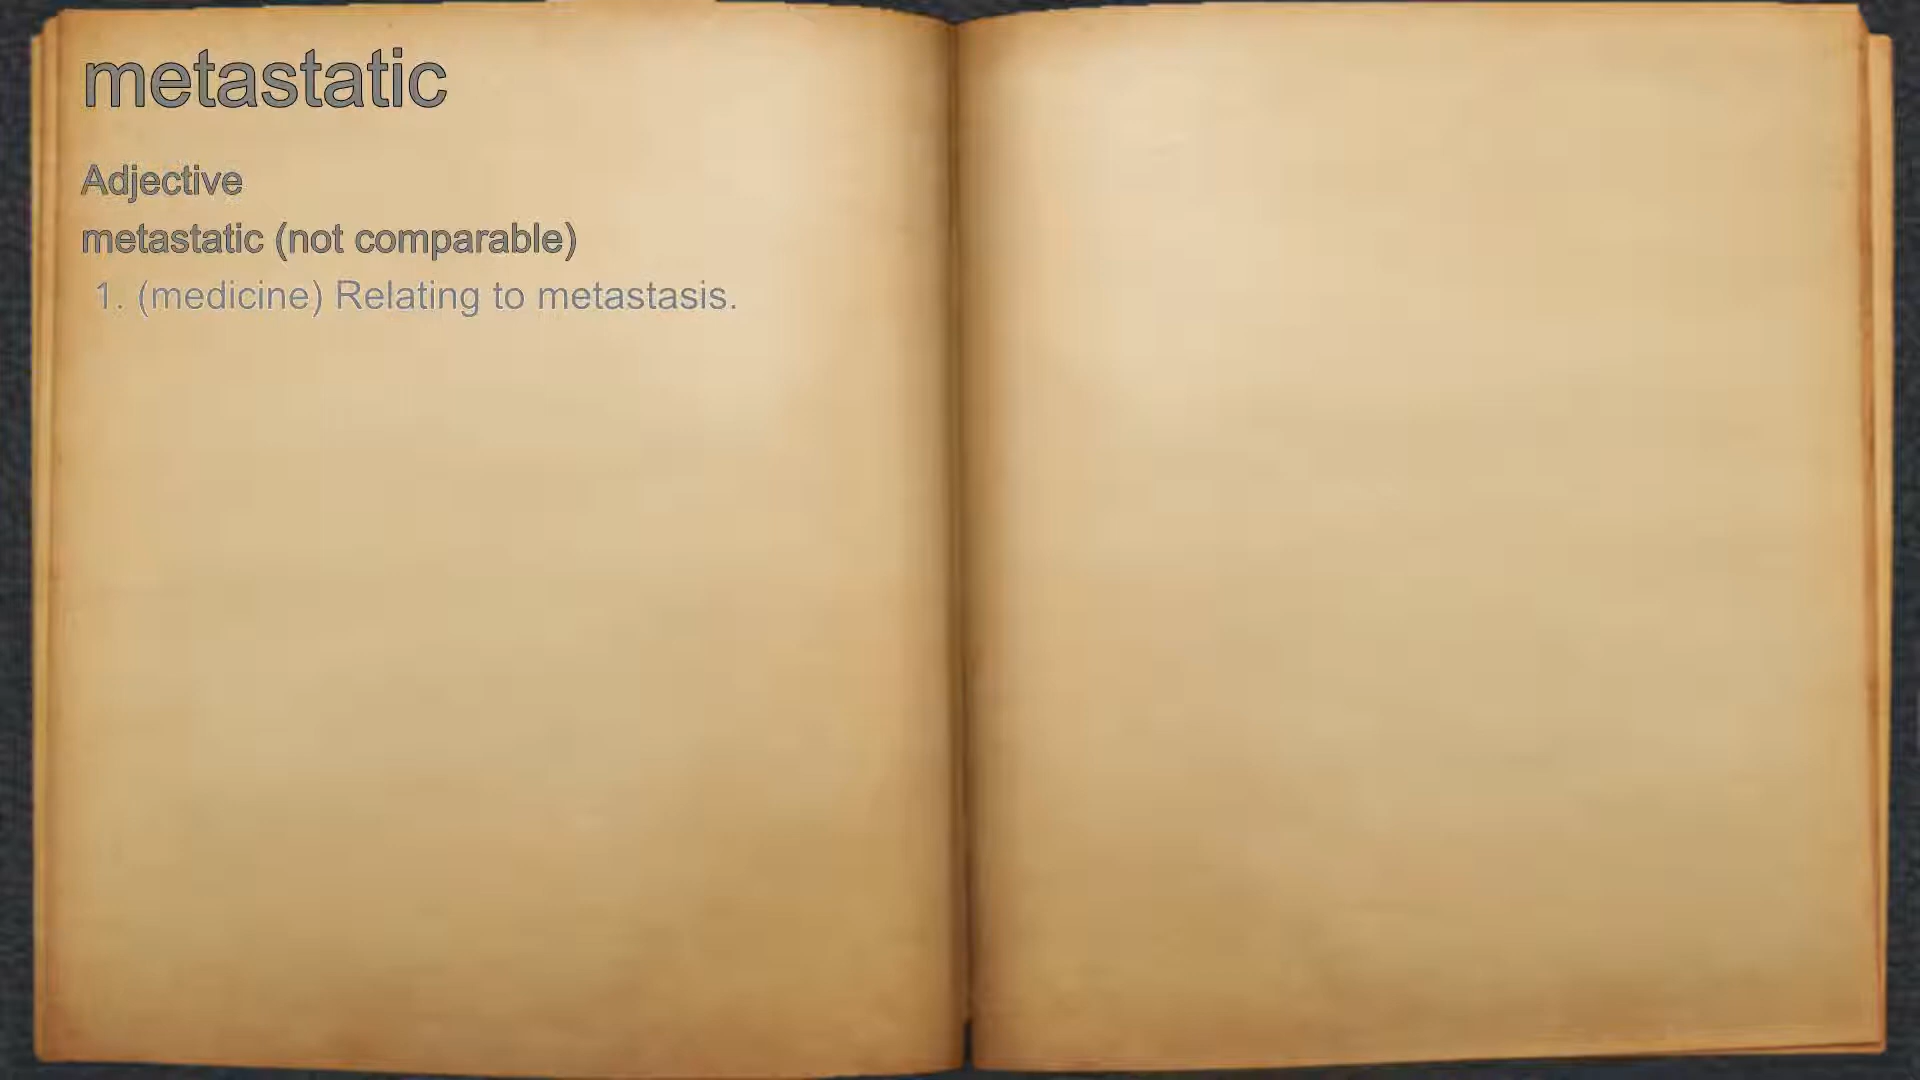 metastatic
Adjective
metastatic (not comparable)
1. (medicine) Relating to metastasis.